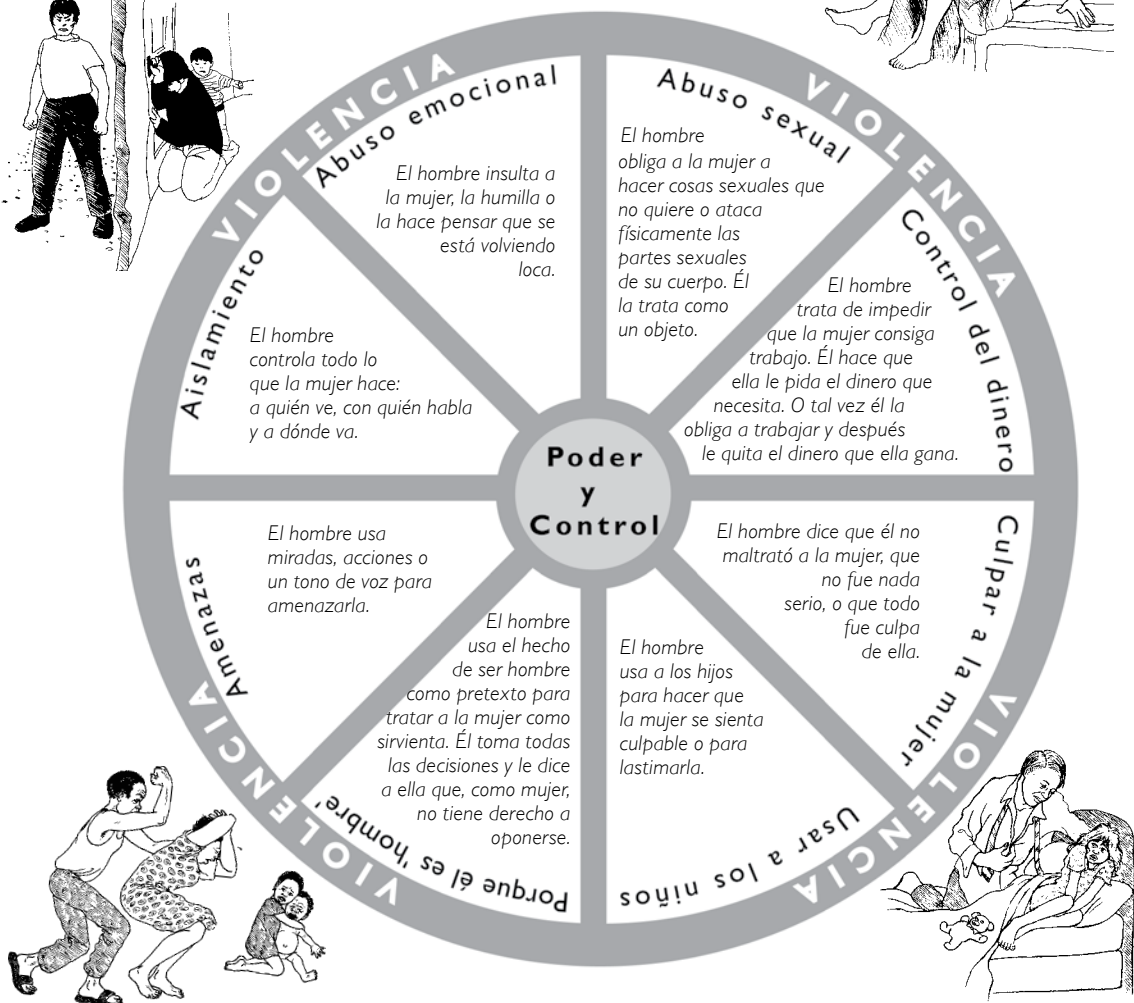 VIOLENCIA
Abuso emocional
El hombre insulta a
la mujer, la humilla o
la hace pensar que se
está volviendo
loca.
VIOLENCIA
Abuso sexual
El hombre
obliga a la mujer a
hacer cosas sexuales que
no quiere o ataca
físicamente las
partes sexuales
de su cuerpo. Él
la trata como
un objeto.
Control del dinero
El hombre
trata de impedir
que la mujer consiga
trabajo. Él hace que
ella le pida el dinero que
necesita. O tal vez él la
obliga a trabajar y después
le quita el dinero que ella gana.
Aislamiento
El hombre
controla todo lo
que la mujer hace:
a quién ve, con quién habla
y a dónde va.
Poder
y
Control
Culpar a la mujer
El hombre dice que él no
maltrató a la mujer, que
no fue nada
serio, o que todo
fue culpa
de ella.
VIOLENCIA
Usar a los niños
El hombre
usa a los hijos
para hacer que
la mujer se sienta
culpable o para
lastimarla.
Porque él es 'hombre'
El hombre
usa el hecho
de ser hombre
como pretexto para
tratar a la mujer como
sirvienta. Él toma todas
las decisiones y le dice
a ella que, como mujer,
no tiene derecho a
oponerse.
VIOLENCIA
Amenazas
El hombre usa
miradas, acciones o
un tono de voz para
amenazarla.